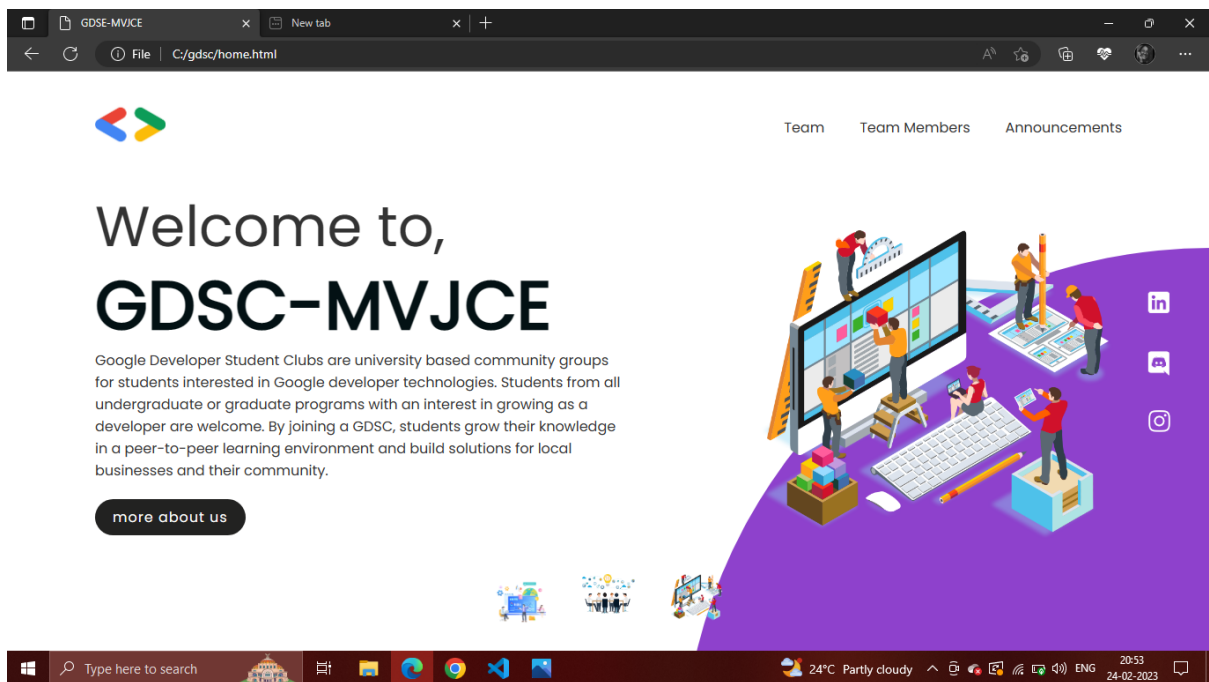 GDSE-MVJCE
New tab
File
C:/gdsc/home.html
Team Team Members Announcements
Welcome to,
GDSC-MVJCE
Google Developer Student Clubs are university based community groups
for students interested in Google developer technologies. Students from all
undergraduate or graduate programs with an interest in growing as a
developer are welcome. By joining a GDSC, students grow their knowledge
in a peer-to-peer learning environment and build solutions for local
businesses and their community.
more about us
in
Type here to search
24°C Partly cloudy
ENG
20:53
24-02-2023